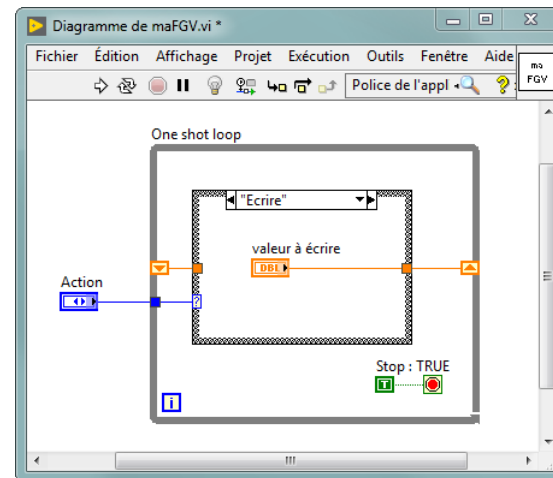 Diagramme de maFGV.vi *
Fichier Édition Affichage Projet Exécution Outils Fenêtre Aide
ma
FGV
Police de l'appl
One shot loop
"Ecrire"
valeur à écrire
DBL
Action
?
Stop : TRUE
T
i